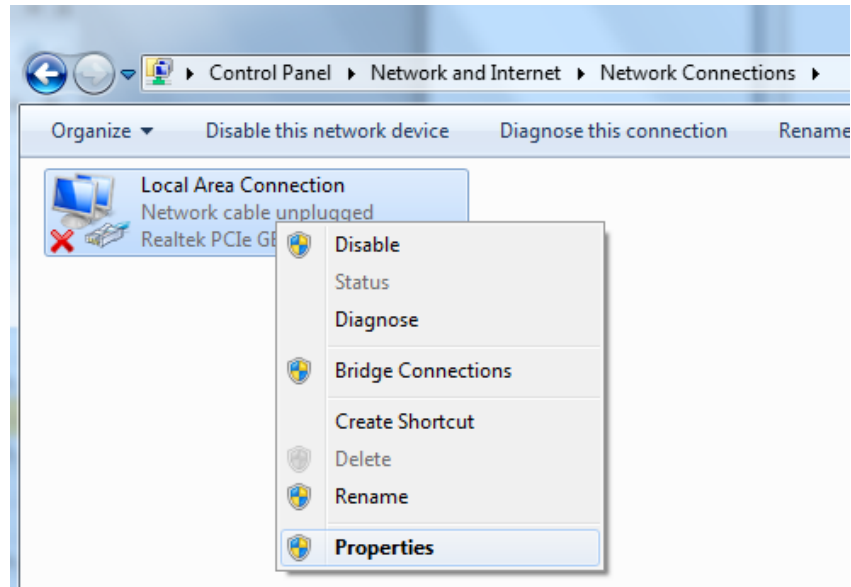 Control Panel ▸ Network and Internet ▸ Network Connections ▸
Organize ▾ Disable this network device Diagnose this connection Rename
Local Area Connection
Network cable unplugged
Realtek PCIe
Disable
Status
Diagnose
Bridge Connections
Create Shortcut
Delete
Rename
Properties